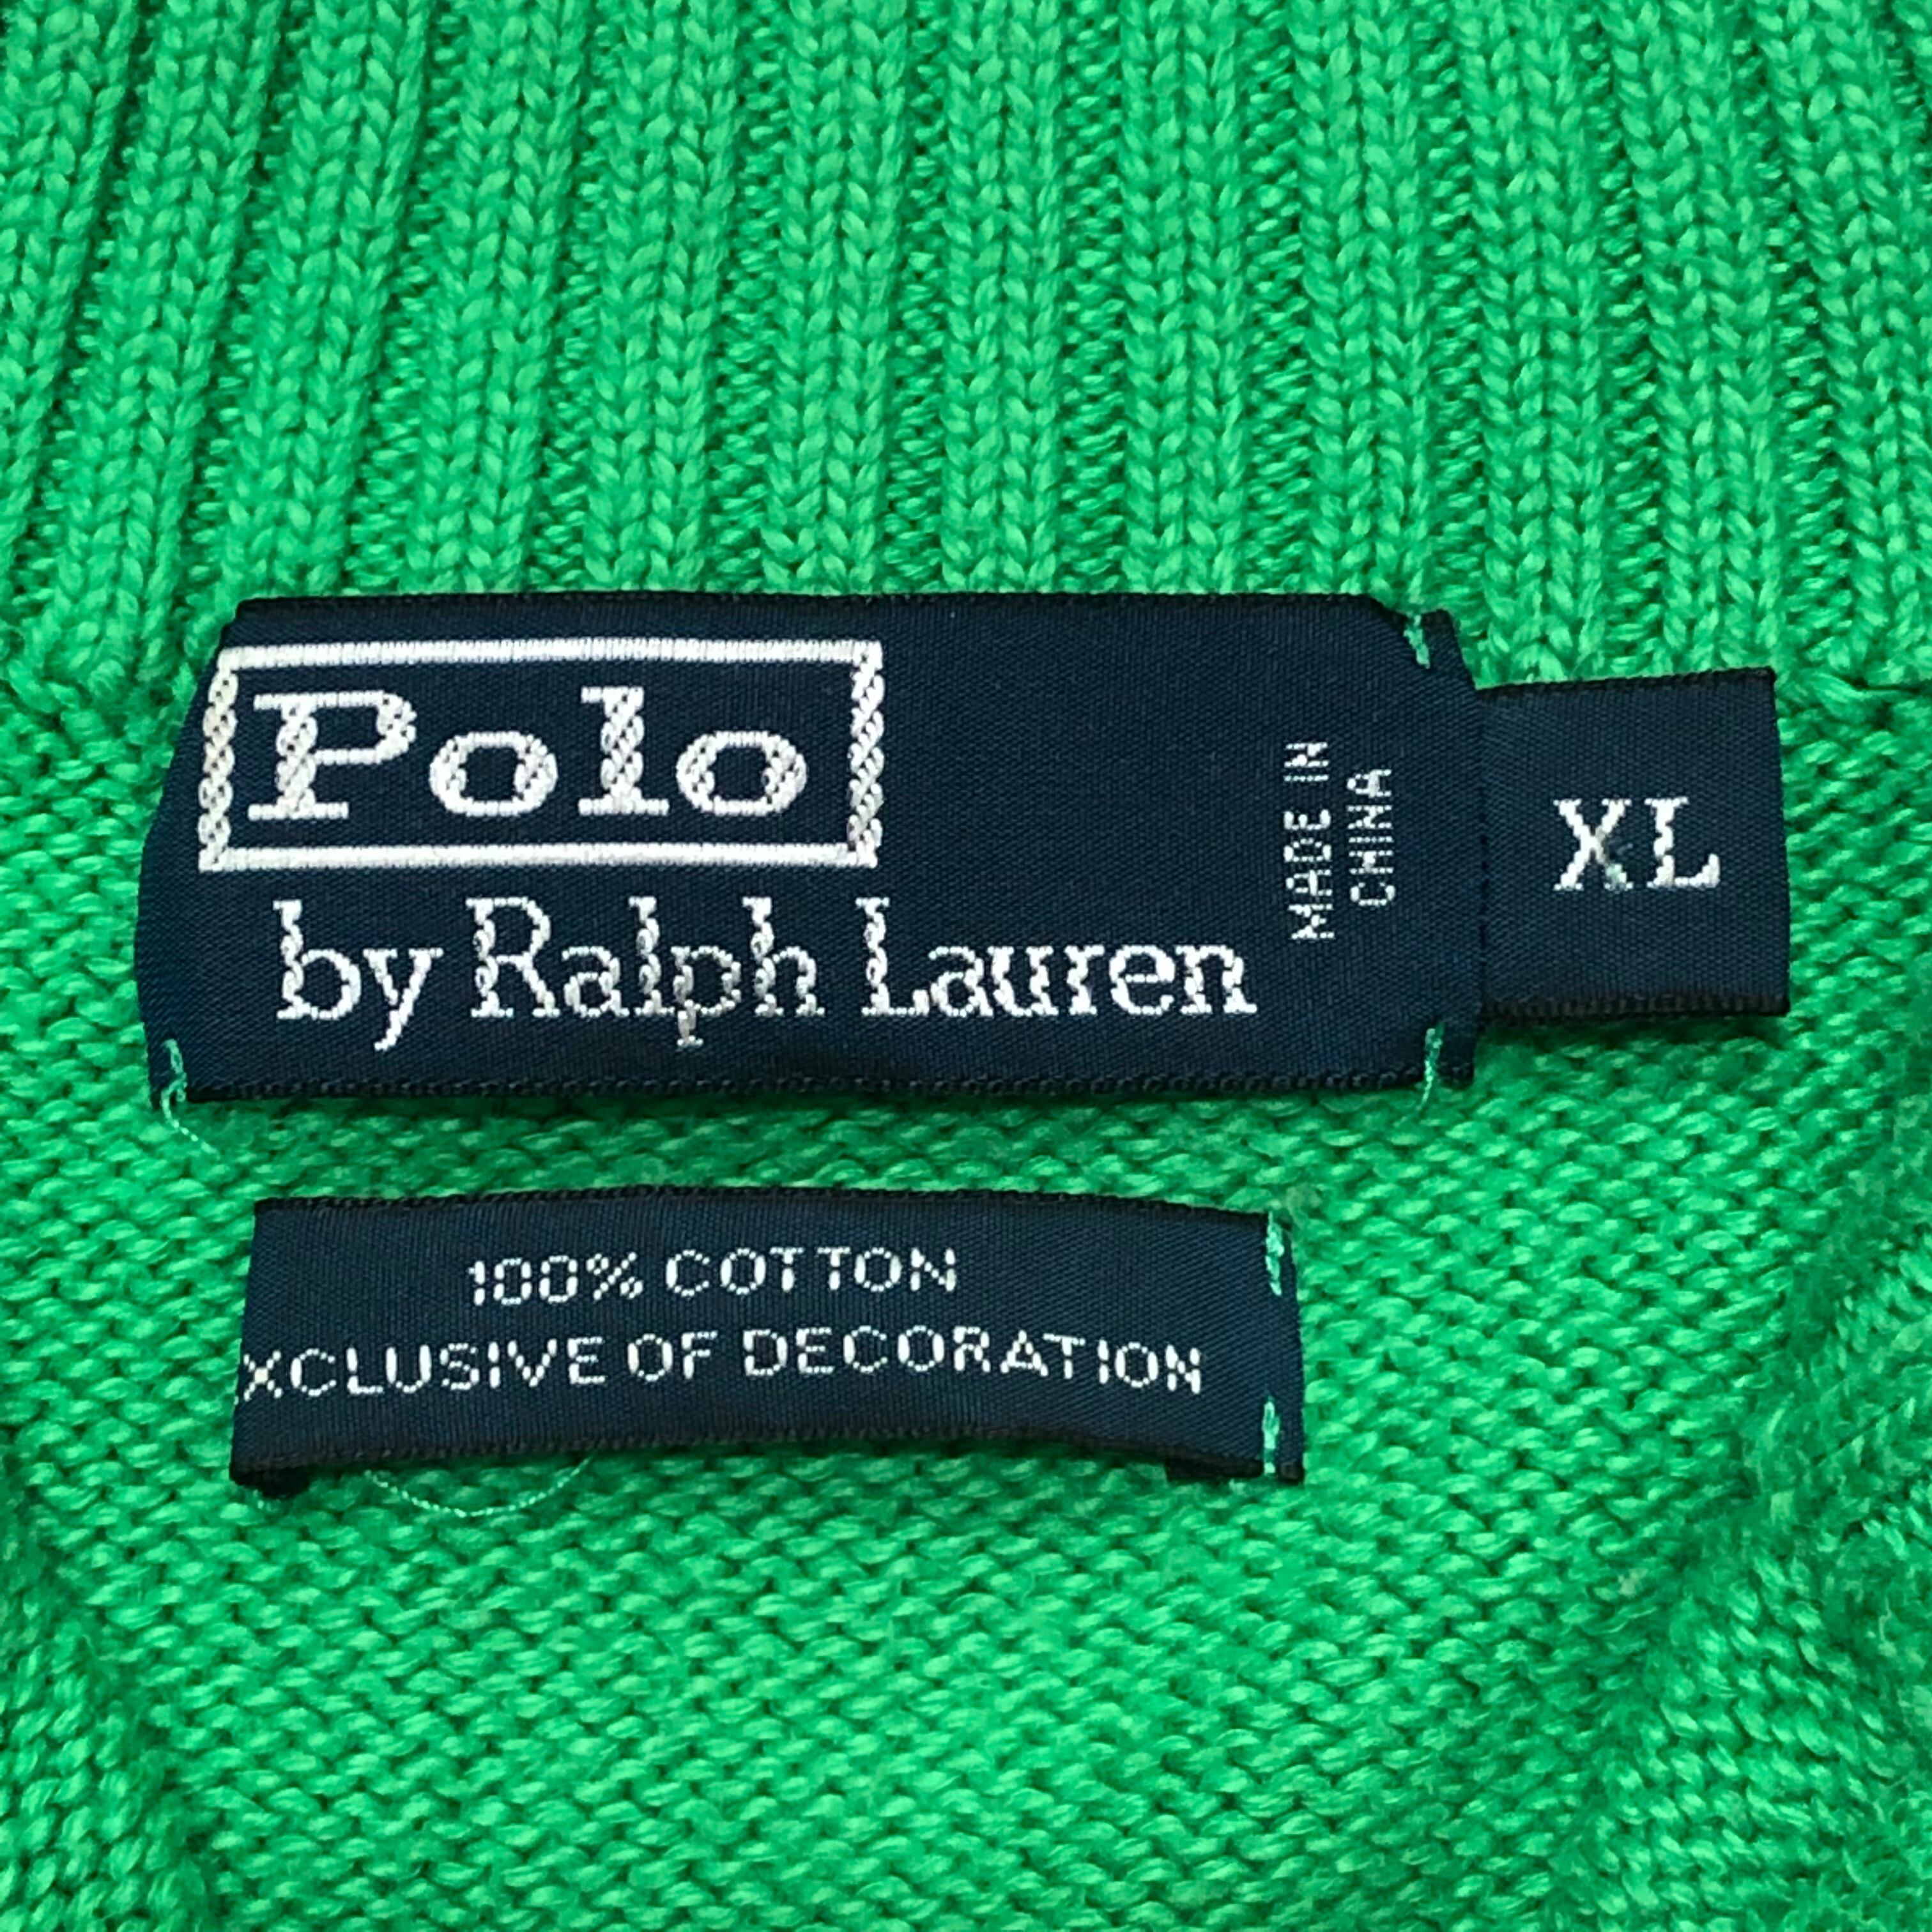 Polo
by Ralph Lauren
MADE IN
CHINA
XL
100% COTTON
XCLUSIVE OF DECORATION